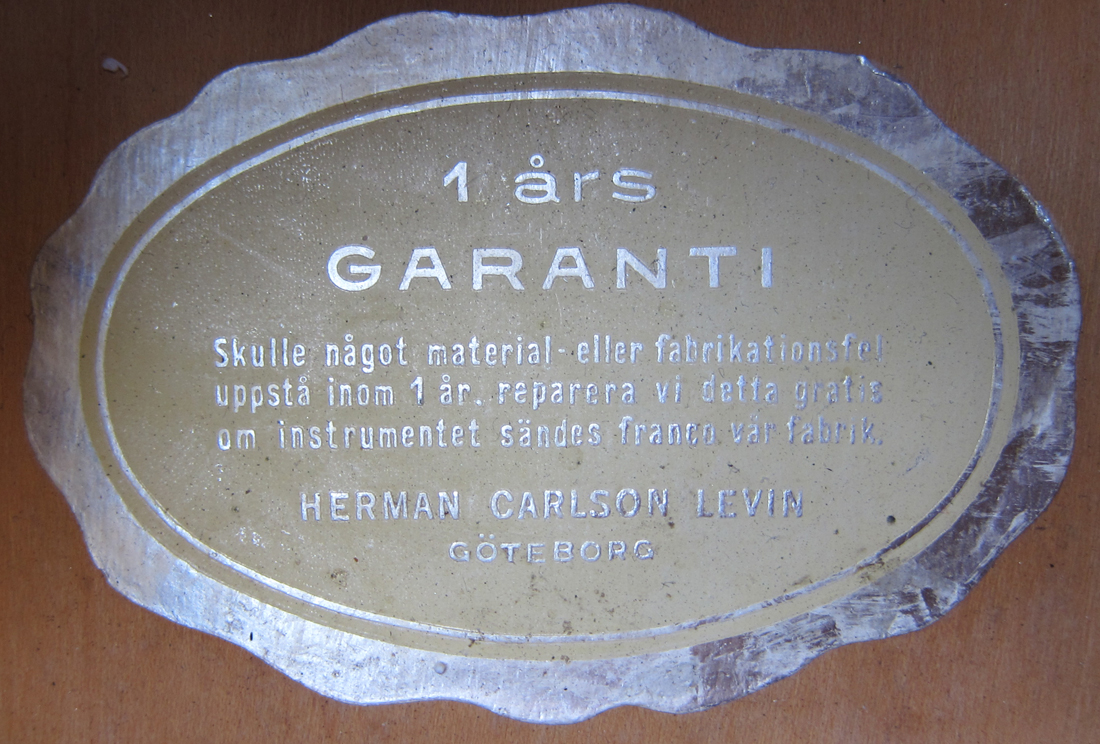 1 års
GARANTI
Skulle något material- eller fabrikationsfel
uppstå inom 1 år. reparera vi detta gratis
om instrumentet sändes franco vår fabrik.
HERMAN CARLSON LEVIN
GÖTEBORG